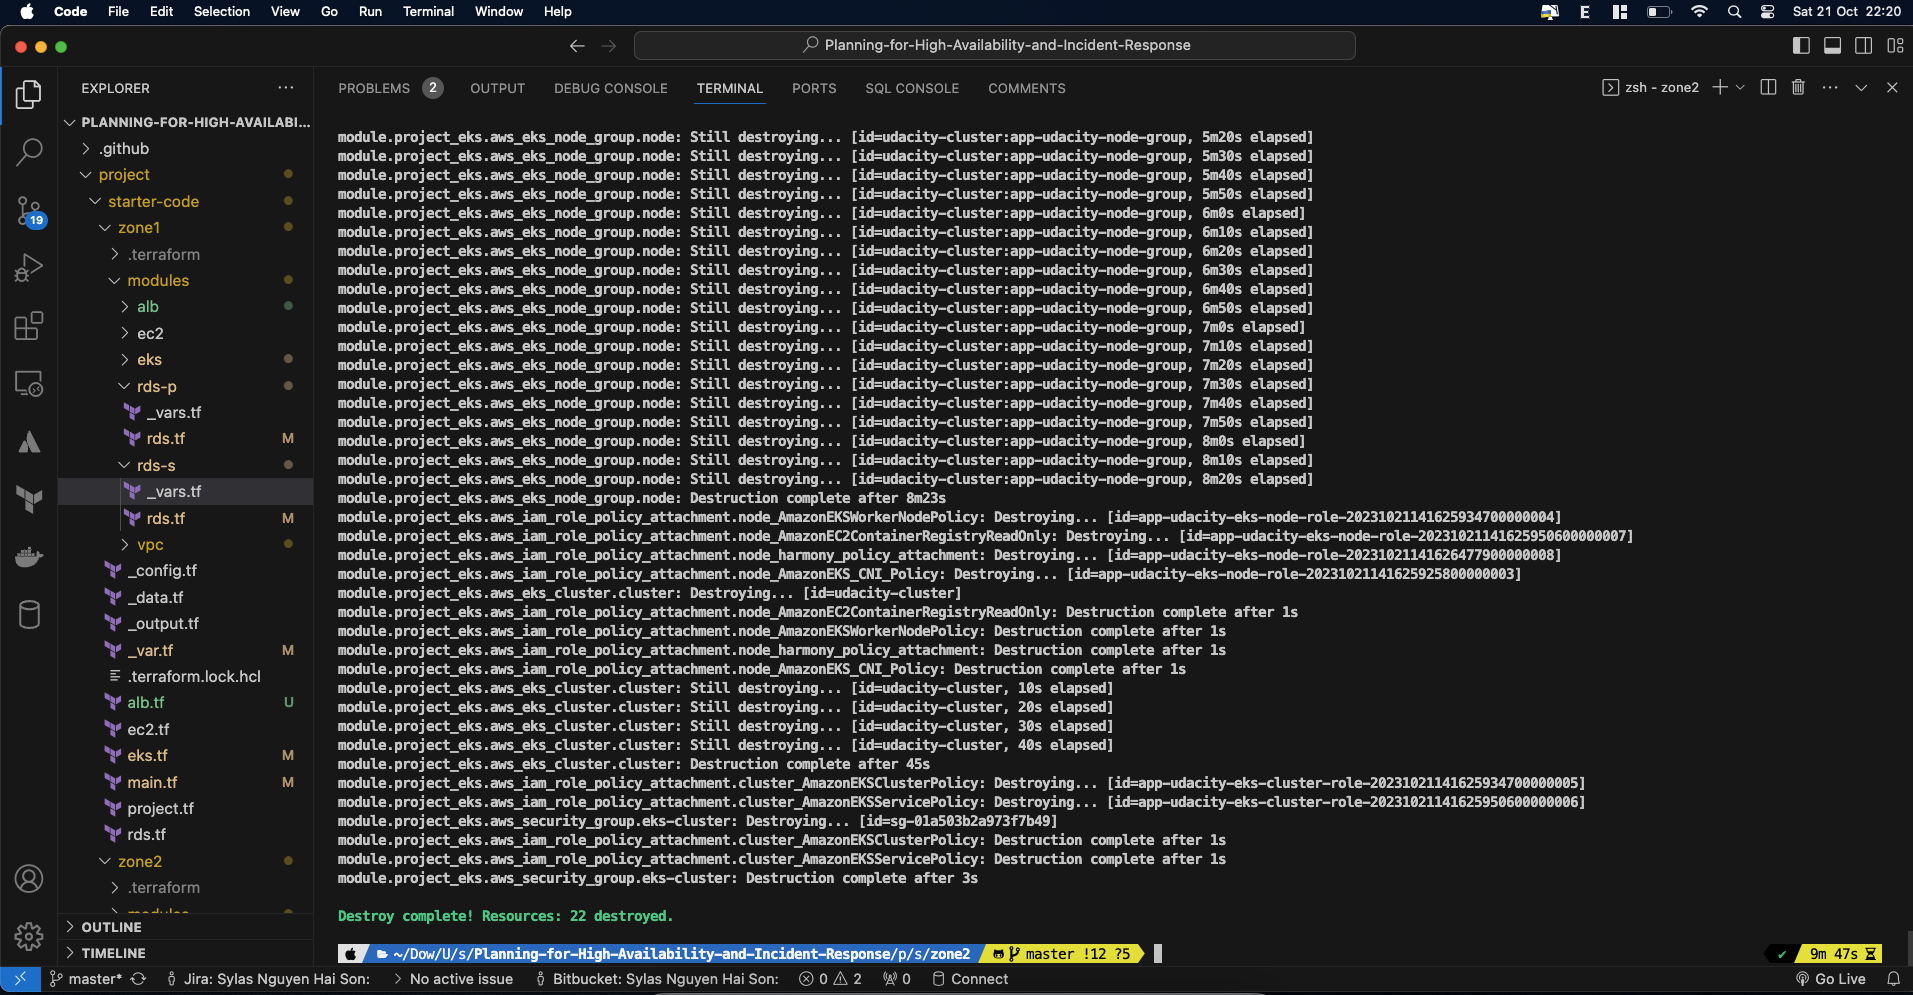 Code File Edit Selection View Go Run Terminal Window Help
Sat 21 Oct 22:20
Planning-for-High-Availability-and-Incident-Response
EXPLORER
PLANNING-FOR-HIGH-AVAILABI...
.github
project
starter-code
zone1
.terraform
modules
alb
ec2
eks
rds-p
_vars.tf
rds.tf M
rds-s
_vars.tf
rds.tf M
vpc
_config.tf
_data.tf
_output.tf
_var.tf M
.terraform.lock.hcl
alb.tf U
ec2.tf
eks.tf M
main.tf M
project.tf
rds.tf
zone2
.terraform
modules
OUTLINE
TIMELINE
19
PROBLEMS 2 OUTPUT DEBUG CONSOLE TERMINAL PORTS SQL CONSOLE COMMENTS
zsh - zone2
module.project_eks.aws_eks_node_group.node: Still destroying... [id=udacity-cluster:app-udacity-node-group, 5m20s elapsed]
module.project_eks.aws_eks_node_group.node: Still destroying... [id=udacity-cluster:app-udacity-node-group, 5m30s elapsed]
module.project_eks.aws_eks_node_group.node: Still destroying... [id=udacity-cluster:app-udacity-node-group, 5m40s elapsed]
module.project_eks.aws_eks_node_group.node: Still destroying... [id=udacity-cluster:app-udacity-node-group, 5m50s elapsed]
module.project_eks.aws_eks_node_group.node: Still destroying... [id=udacity-cluster:app-udacity-node-group, 6m0s elapsed]
module.project_eks.aws_eks_node_group.node: Still destroying... [id=udacity-cluster:app-udacity-node-group, 6m10s elapsed]
module.project_eks.aws_eks_node_group.node: Still destroying... [id=udacity-cluster:app-udacity-node-group, 6m20s elapsed]
module.project_eks.aws_eks_node_group.node: Still destroying... [id=udacity-cluster:app-udacity-node-group, 6m30s elapsed]
module.project_eks.aws_eks_node_group.node: Still destroying... [id=udacity-cluster:app-udacity-node-group, 6m40s elapsed]
module.project_eks.aws_eks_node_group.node: Still destroying... [id=udacity-cluster:app-udacity-node-group, 6m50s elapsed]
module.project_eks.aws_eks_node_group.node: Still destroying... [id=udacity-cluster:app-udacity-node-group, 7m0s elapsed]
module.project_eks.aws_eks_node_group.node: Still destroying... [id=udacity-cluster:app-udacity-node-group, 7m10s elapsed]
module.project_eks.aws_eks_node_group.node: Still destroying... [id=udacity-cluster:app-udacity-node-group, 7m20s elapsed]
module.project_eks.aws_eks_node_group.node: Still destroying... [id=udacity-cluster:app-udacity-node-group, 7m30s elapsed]
module.project_eks.aws_eks_node_group.node: Still destroying... [id=udacity-cluster:app-udacity-node-group, 7m40s elapsed]
module.project_eks.aws_eks_node_group.node: Still destroying... [id=udacity-cluster:app-udacity-node-group, 7m50s elapsed]
module.project_eks.aws_eks_node_group.node: Still destroying... [id=udacity-cluster:app-udacity-node-group, 8m0s elapsed]
module.project_eks.aws_eks_node_group.node: Still destroying... [id=udacity-cluster:app-udacity-node-group, 8m10s elapsed]
module.project_eks.aws_eks_node_group.node: Still destroying... [id=udacity-cluster:app-udacity-node-group, 8m20s elapsed]
module.project_eks.aws_eks_node_group.node: Destruction complete after 8m23s
module.project_eks.aws_iam_role_policy_attachment.node_AmazonEKSWorkerNodePolicy: Destroying... [id=app-udacity-eks-node-role-20231021141625934700000004]
module.project_eks.aws_iam_role_policy_attachment.node_AmazonEC2ContainerRegistryReadOnly: Destroying... [id=app-udacity-eks-node-role-20231021141625950600000007]
module.project_eks.aws_iam_role_policy_attachment.node_harmony_policy_attachment: Destroying... [id=app-udacity-eks-node-role-20231021141626477900000008]
module.project_eks.aws_iam_role_policy_attachment.node_AmazonEKS_CNI_Policy: Destroying... [id=app-udacity-eks-node-role-20231021141625925800000003]
module.project_eks.aws_eks_cluster.cluster: Destroying... [id=udacity-cluster]
module.project_eks.aws_iam_role_policy_attachment.node_AmazonEC2ContainerRegistryReadOnly: Destruction complete after 1s
module.project_eks.aws_iam_role_policy_attachment.node_AmazonEKSWorkerNodePolicy: Destruction complete after 1s
module.project_eks.aws_iam_role_policy_attachment.node_harmony_policy_attachment: Destruction complete after 1s
module.project_eks.aws_iam_role_policy_attachment.node_AmazonEKS_CNI_Policy: Destruction complete after 1s
module.project_eks.aws_eks_cluster.cluster: Still destroying... [id=udacity-cluster, 10s elapsed]
module.project_eks.aws_eks_cluster.cluster: Still destroying... [id=udacity-cluster, 20s elapsed]
module.project_eks.aws_eks_cluster.cluster: Still destroying... [id=udacity-cluster, 30s elapsed]
module.project_eks.aws_eks_cluster.cluster: Still destroying... [id=udacity-cluster, 40s elapsed]
module.project_eks.aws_eks_cluster.cluster: Destruction complete after 45s
module.project_eks.aws_iam_role_policy_attachment.cluster_AmazonEKSClusterPolicy: Destroying... [id=app-udacity-eks-cluster-role-20231021141625934700000005]
module.project_eks.aws_iam_role_policy_attachment.cluster_AmazonEKSServicePolicy: Destroying... [id=app-udacity-eks-cluster-role-20231021141625950600000006]
module.project_eks.aws_security_group.eks-cluster: Destroying... [id=sg-01a503b2a973f7b49]
module.project_eks.aws_iam_role_policy_attachment.cluster_AmazonEKSClusterPolicy: Destruction complete after 1s
module.project_eks.aws_iam_role_policy_attachment.cluster_AmazonEKSServicePolicy: Destruction complete after 1s
module.project_eks.aws_security_group.eks-cluster: Destruction complete after 3s
Destroy complete! Resources: 22 destroyed.
~/Dow/U/s/Planning-for-High-Availability-and-Incident-Response/p/s/zone2 master !12 ?5
✔ 9m 47s
master* Jira: Sylas Nguyen Hai Son: > No active issue Bitbucket: Sylas Nguyen Hai Son: 0 2 0 Connect Go Live